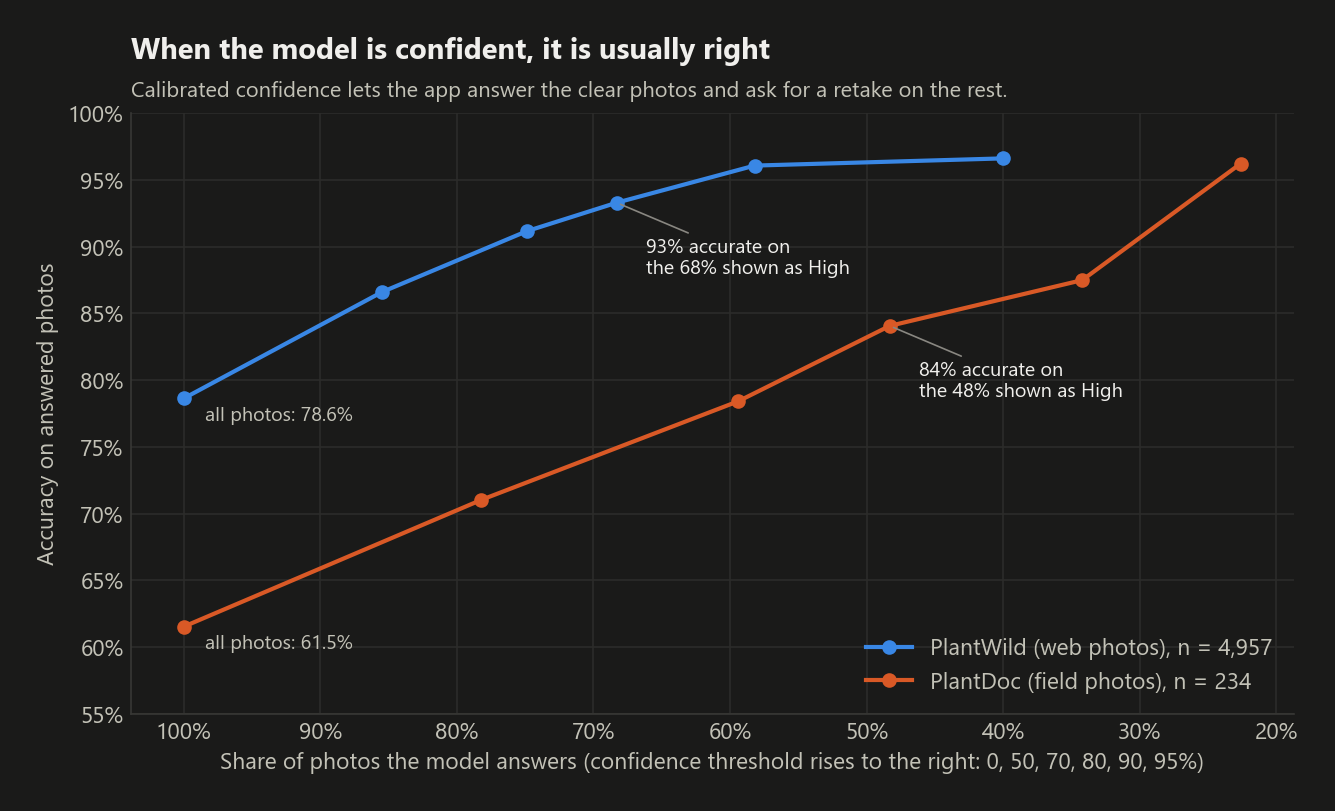 When the model is confident, it is usually right
Calibrated confidence lets the app answer the clear photos and ask for a retake on the rest.
Accuracy on answered photos
100%
95%
90%
85%
80%
75%
70%
65%
60%
55%
93% accurate on
the 68% shown as High
84% accurate on
the 48% shown as High
all photos: 78.6%
all photos: 61.5%
PlantWild (web photos), n = 4,957
PlantDoc (field photos), n = 234
100% 90% 80% 70% 60% 50% 40% 30% 20%
Share of photos the model answers (confidence threshold rises to the right: 0, 50, 70, 80, 90, 95%)